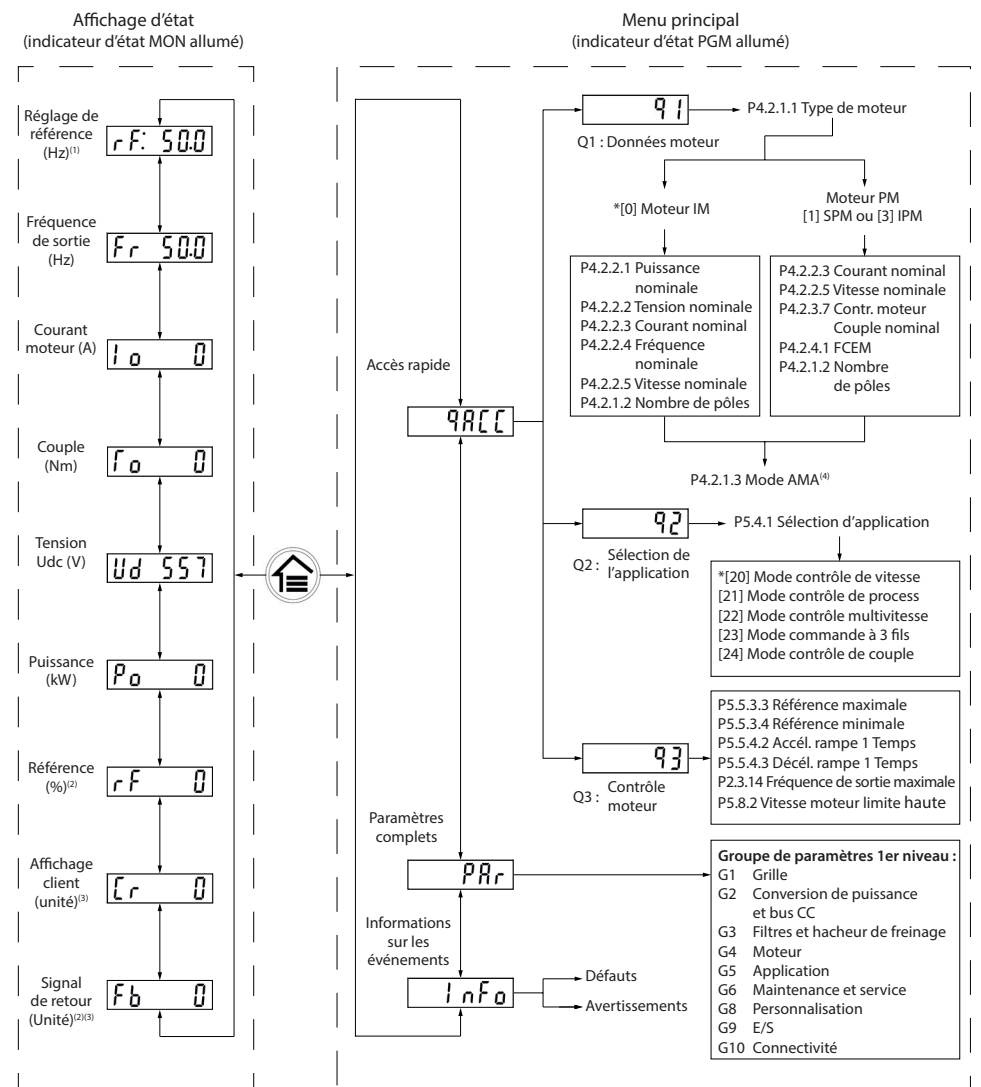 Affichage d'état
(indicateur d'état MON allumé)
Réglage de
référence
(Hz)(1)
rF: 50.0
Fréquence
de sortie
(Hz)
Fr 50.0
Courant
moteur (A)
Io 0
Couple
(Nm)
To 0
Tension
Udc (V)
Ud 557
Puissance
(kW)
Po 0
Référence
(%)(2)
rF 0
Affichage
client
(unité)(3)
Cr 0
Signal
de retour
(Unité)(2)(3)
Fb 0
Menu principal
(indicateur d'état PGM allumé)
Accès rapide
qACC
Paramètres
complets
PAr
Informations
sur les
événements
InFo
Défauts
Avertissements
q1
Q1 : Données moteur
P4.2.1.1 Type de moteur
*[0] Moteur IM
Moteur PM
[1] SPM ou [3] IPM
P4.2.2.1 Puissance
nominale
P4.2.2.2 Tension nominale
P4.2.2.3 Courant nominal
P4.2.2.4 Fréquence
nominale
P4.2.2.5 Vitesse nominale
P4.2.1.2 Nombre de pôles
P4.2.2.3 Courant nominal
P4.2.2.5 Vitesse nominale
P4.2.3.7 Contr. moteur
Couple nominal
P4.2.4.1 FCEM
P4.2.1.2 Nombre
de pôles
P4.2.1.3 Mode AMA(4)
q2
Q2 : Sélection de
l'application
P5.4.1 Sélection d'application
*[20] Mode contrôle de vitesse
[21] Mode contrôle de process
[22] Mode contrôle multivitesse
[23] Mode commande à 3 fils
[24] Mode contrôle de couple
q3
Q3 : Contrôle
moteur
P5.5.3.3 Référence maximale
P5.5.3.4 Référence minimale
P5.5.4.2 Accél. rampe 1 Temps
P5.5.4.3 Décél. rampe 1 Temps
P2.3.14 Fréquence de sortie maximale
P5.8.2 Vitesse moteur limite haute
Groupe de paramètres 1er niveau :
G1 Grille
G2 Conversion de puissance
et bus CC
G3 Filtres et hacheur de freinage
G4 Moteur
G5 Application
G6 Maintenance et service
G8 Personnalisation
G9 E/S
G10 Connectivité